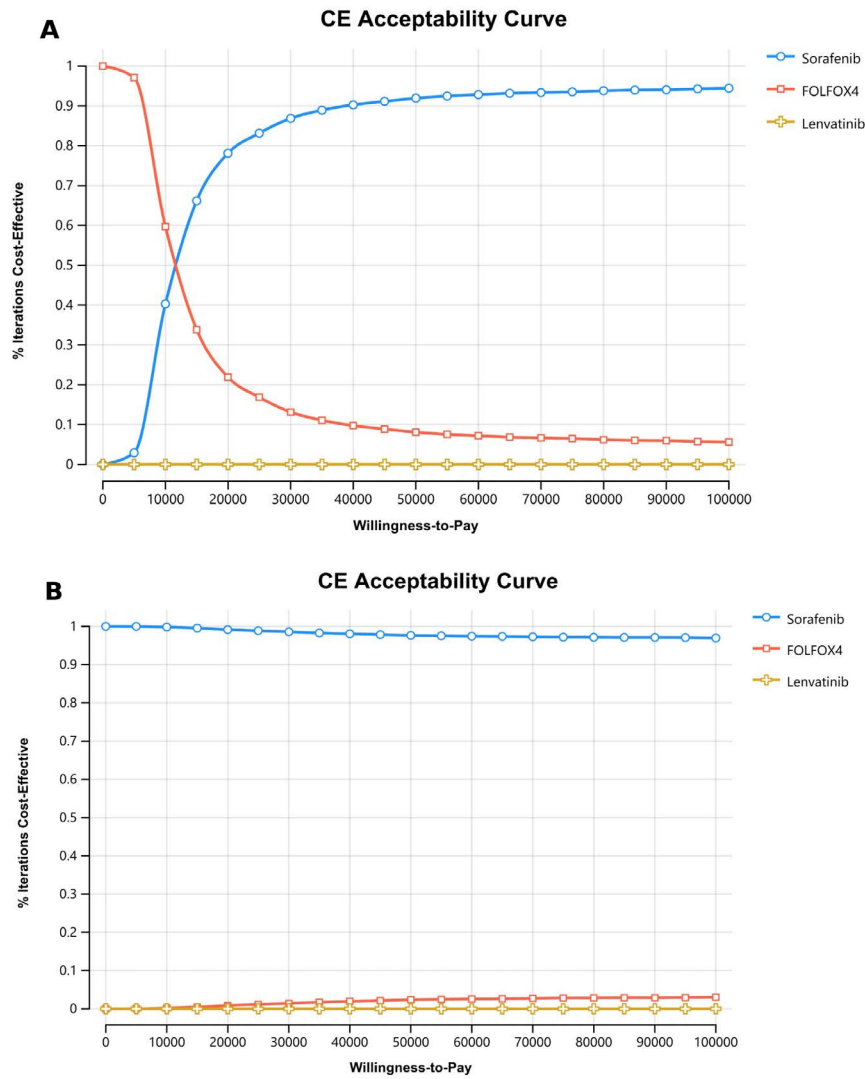 A
CE Acceptability Curve
Sorafenib
FOLFOX4
Lenvatinib
% Iterations Cost-Effective
1
0.9
0.8
0.7
0.6
0.5
0.4
0.3
0.2
0.1
0
0 10000 20000 30000 40000 50000 60000 70000 80000 90000 100000
Willingness-to-Pay
B
CE Acceptability Curve
Sorafenib
FOLFOX4
Lenvatinib
% Iterations Cost-Effective
1
0.9
0.8
0.7
0.6
0.5
0.4
0.3
0.2
0.1
0
0 10000 20000 30000 40000 50000 60000 70000 80000 90000 100000
Willingness-to-Pay